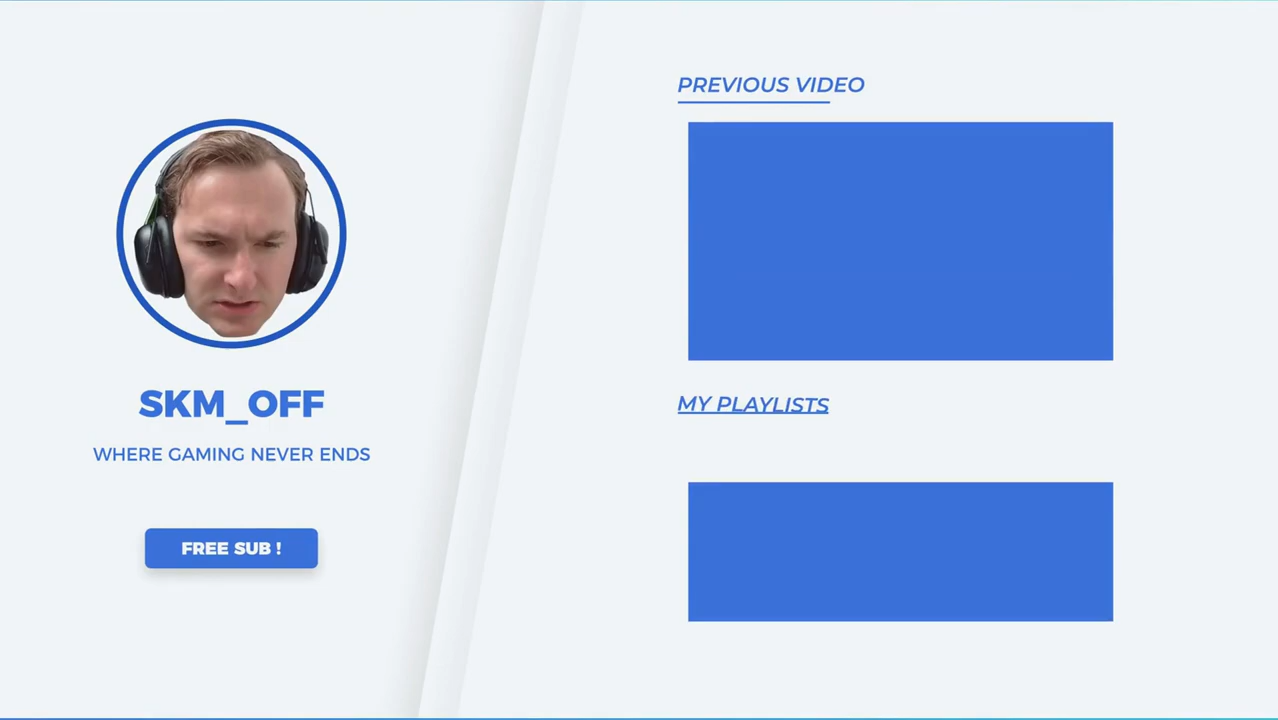 SKM_OFF
WHERE GAMING NEVER ENDS
FREE SUB !
PREVIOUS VIDEO
MY PLAYLISTS